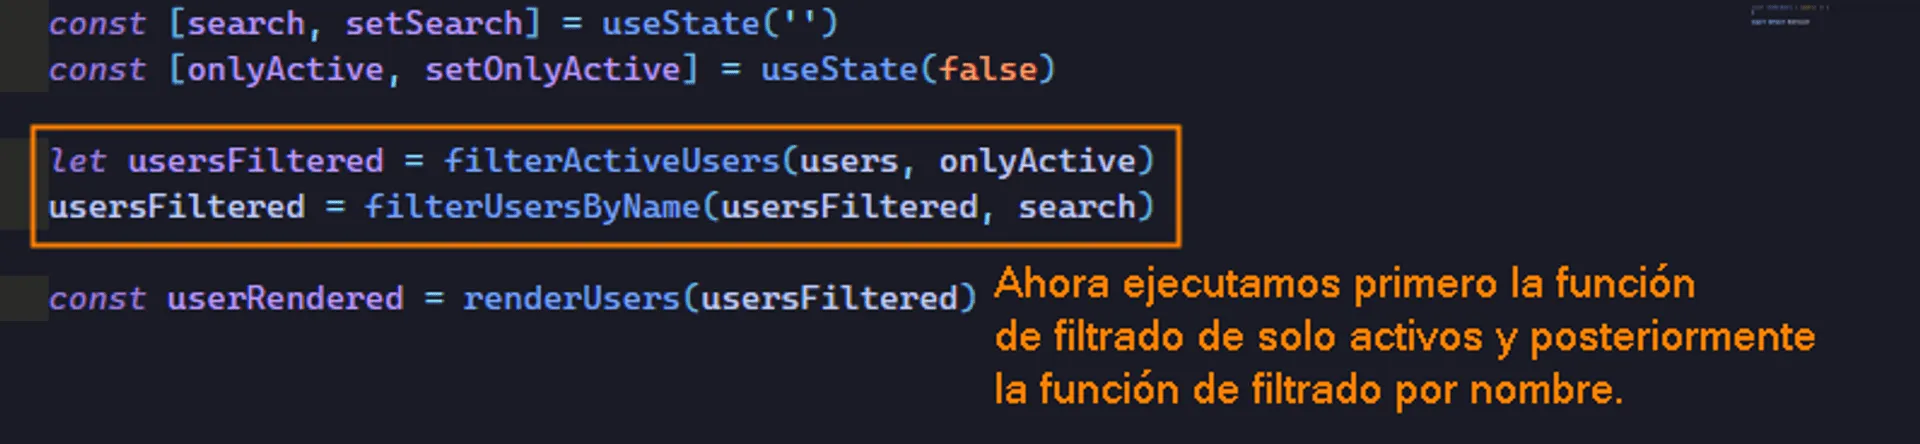 const [search, setSearch] = useState('')
const [onlyActive, setOnlyActive] = useState(false)
let usersFiltered = filterActiveUsers(users, onlyActive)
usersFiltered = filterUsersByName(usersFiltered, search)
const userRendered = renderUsers(usersFiltered)
Ahora ejecutamos primero la función
de filtrado de solo activos y posteriormente
la función de filtrado por nombre.